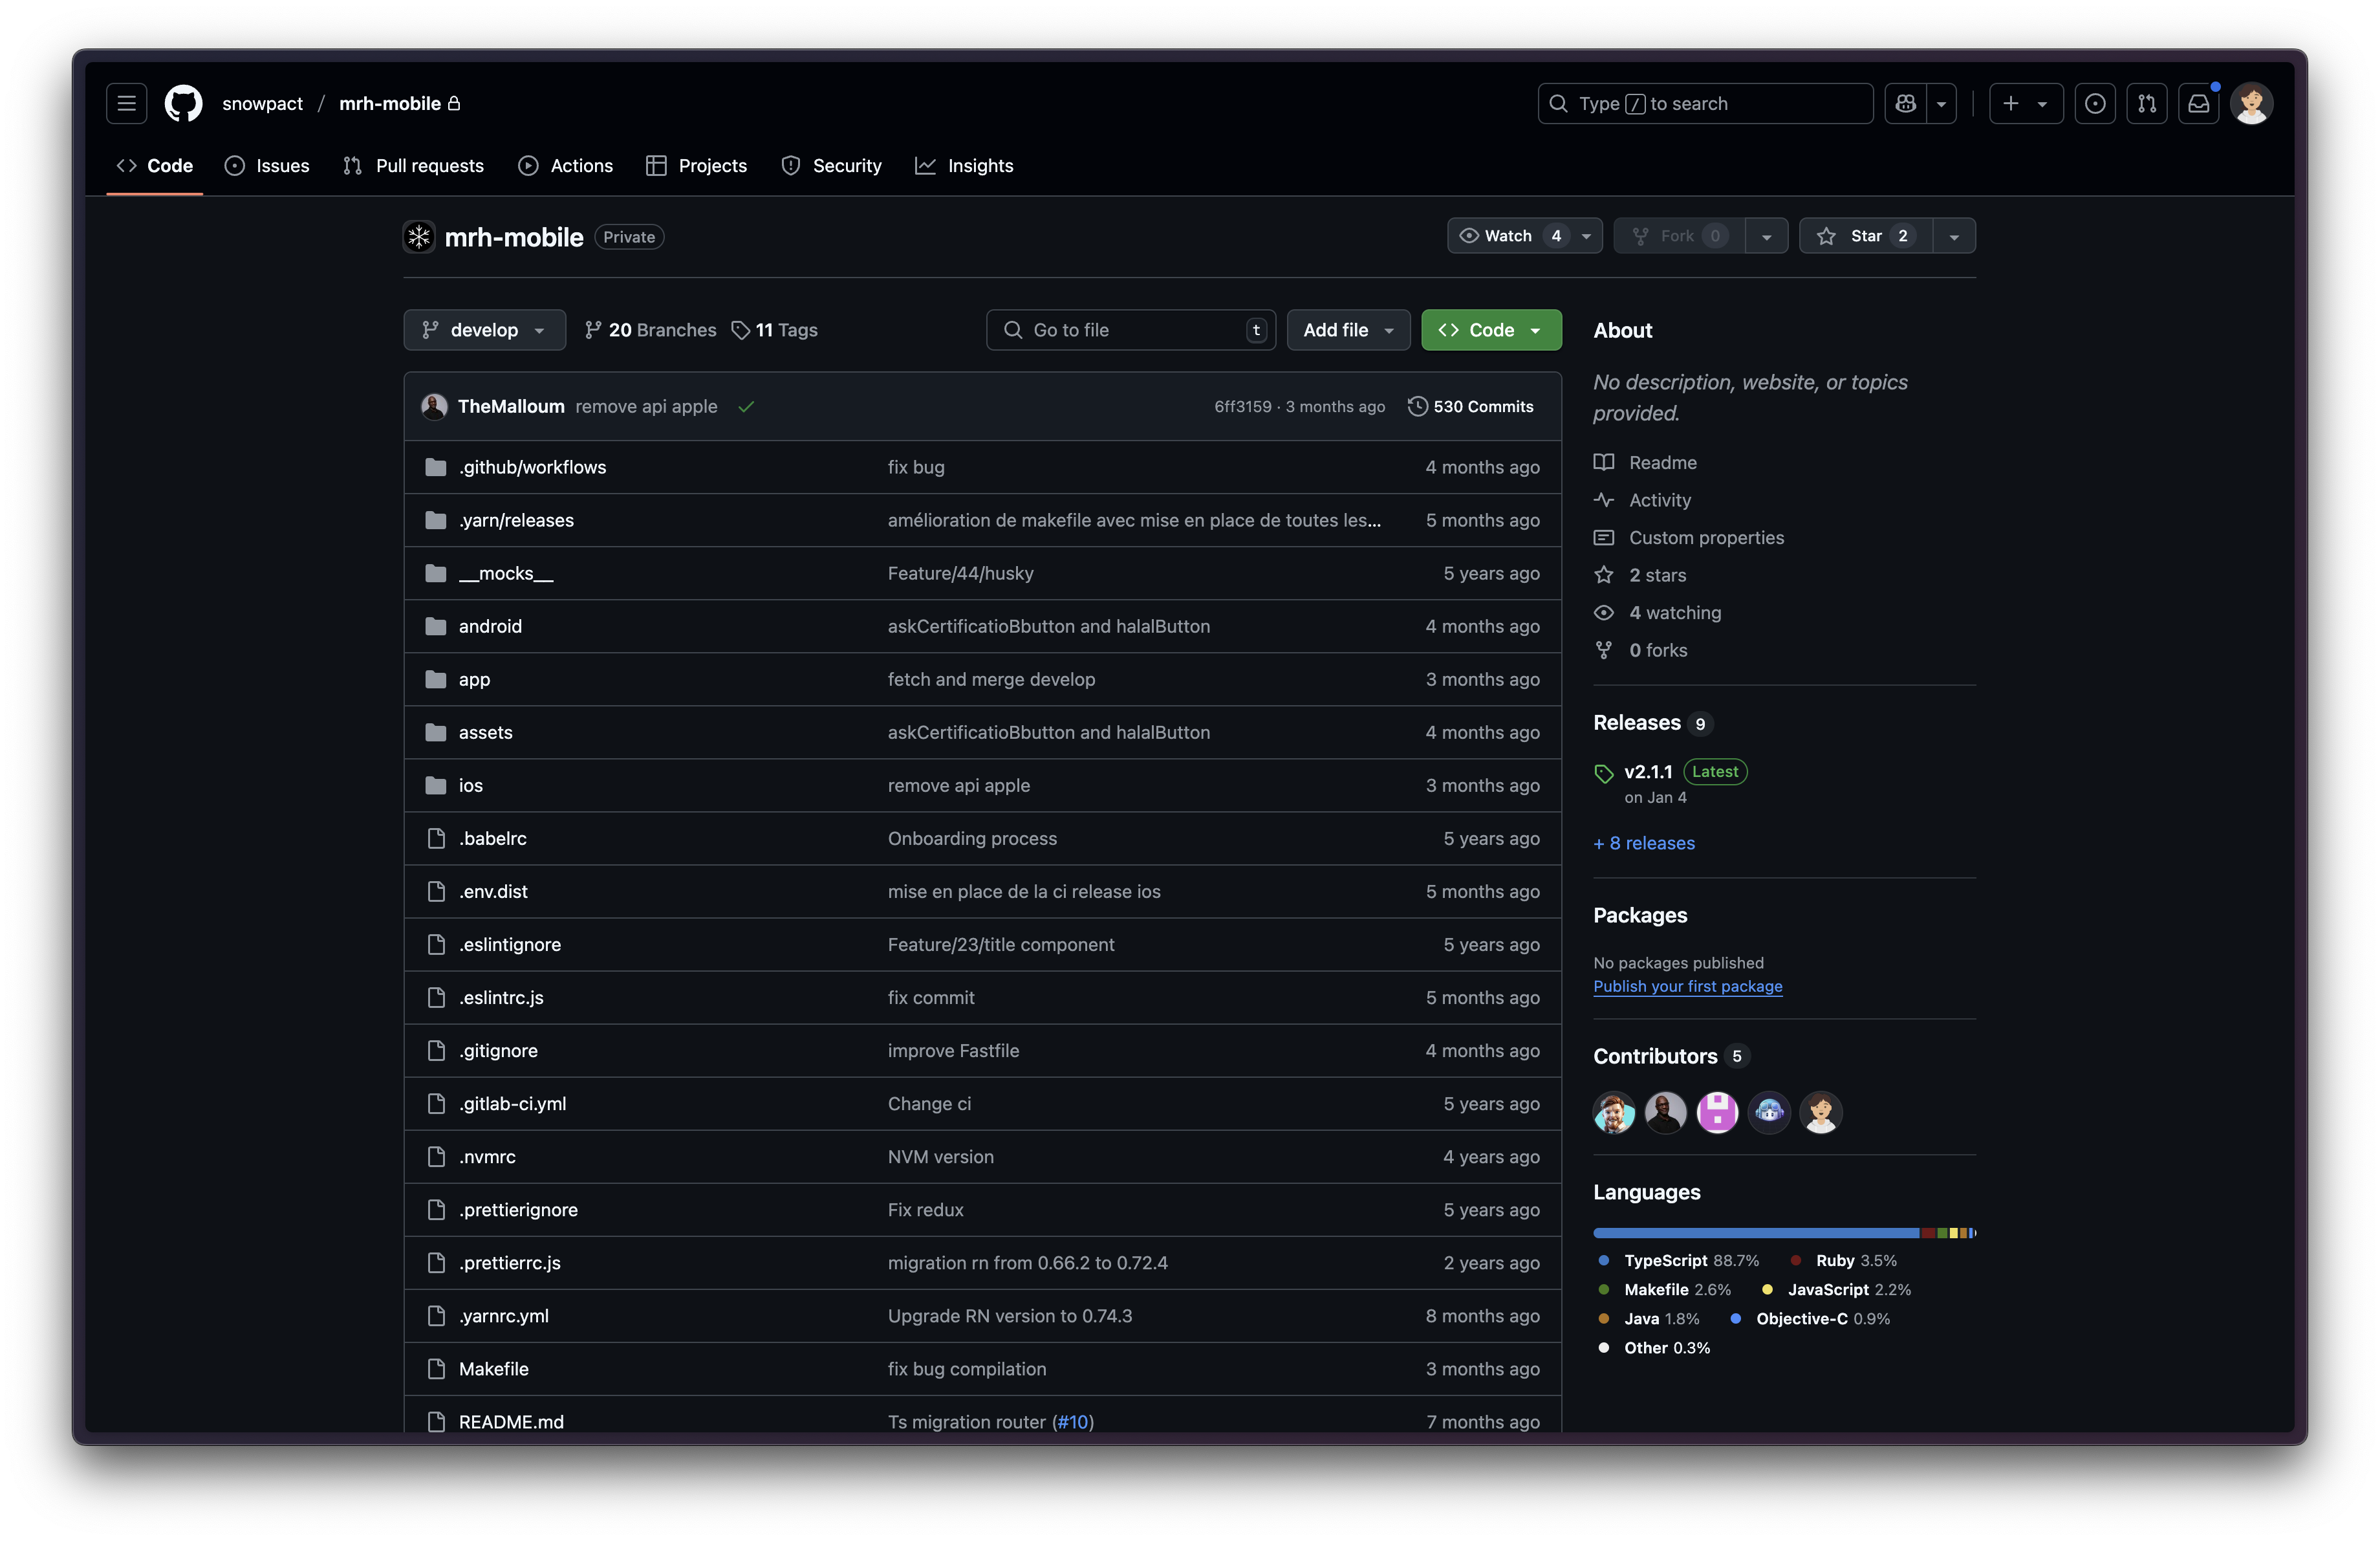 snowpact / mrh-mobile
Type / to search
Code Issues Pull requests Actions Projects Security Insights
mrh-mobile Private
Watch 4 Fork 0 Star 2
develop 20 Branches 11 Tags Go to file t Add file Code
TheMalloum remove api apple 6ff3159 · 3 months ago 530 Commits
.github/workflows fix bug 4 months ago
.yarn/releases amélioration de makefile avec mise en place de toutes les... 5 months ago
__mocks__ Feature/44/husky 5 years ago
android askCertificatioBbutton and halalButton 4 months ago
app fetch and merge develop 3 months ago
assets askCertificatioBbutton and halalButton 4 months ago
ios remove api apple 3 months ago
.babelrc Onboarding process 5 years ago
.env.dist mise en place de la ci release ios 5 months ago
.eslintignore Feature/23/title component 5 years ago
.eslintrc.js fix commit 5 months ago
.gitignore improve Fastfile 4 months ago
.gitlab-ci.yml Change ci 5 years ago
.nvmrc NVM version 4 years ago
.prettierignore Fix redux 5 years ago
.prettierrc.js migration rn from 0.66.2 to 0.72.4 2 years ago
.yarnrc.yml Upgrade RN version to 0.74.3 8 months ago
Makefile fix bug compilation 3 months ago
README.md Ts migration router (#10) 7 months ago
About
No description, website, or topics
provided.
Readme
Activity
Custom properties
2 stars
4 watching
0 forks
Releases 9
v2.1.1 Latest
on Jan 4
+ 8 releases
Packages
No packages published
Publish your first package
Contributors 5
Languages
TypeScript 88.7% Ruby 3.5%
Makefile 2.6% JavaScript 2.2%
Java 1.8% Objective-C 0.9%
Other 0.3%